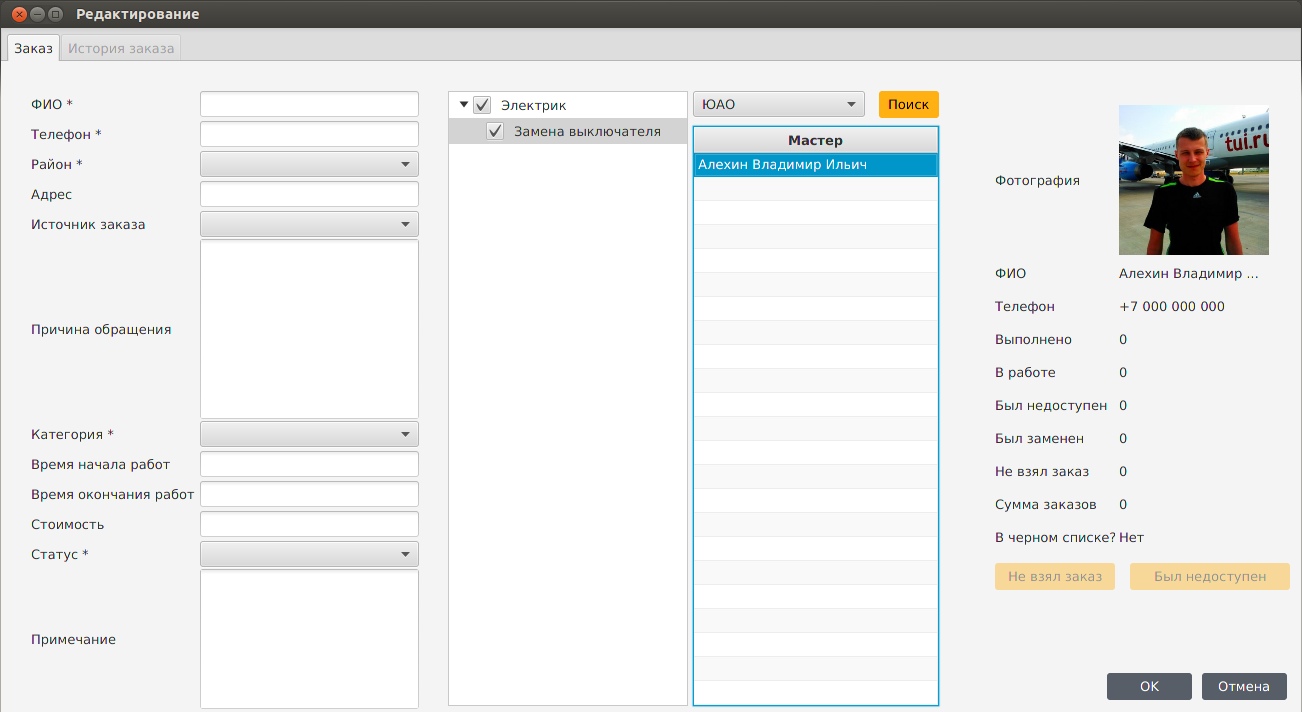 Редактирование
Заказ
История заказа
ФИО *
Телефон *
Район *
Адрес
Источник заказа
Причина обращения
Категория *
Время начала работ
Время окончания работ
Стоимость
Статус *
Примечание
Электрик
Замена выключателя
ЮАО
Поиск
Мастер
Алехин Владимир Ильич
Фотография
tui.ru
ФИО Алехин Владимир ...
Телефон +7 000 000 000
Выполнено 0
В работе 0
Был недоступен 0
Был заменен 0
Не взял заказ 0
Сумма заказов 0
В черном списке? Нет
Не взял заказ
Был недоступен
OK
Отмена